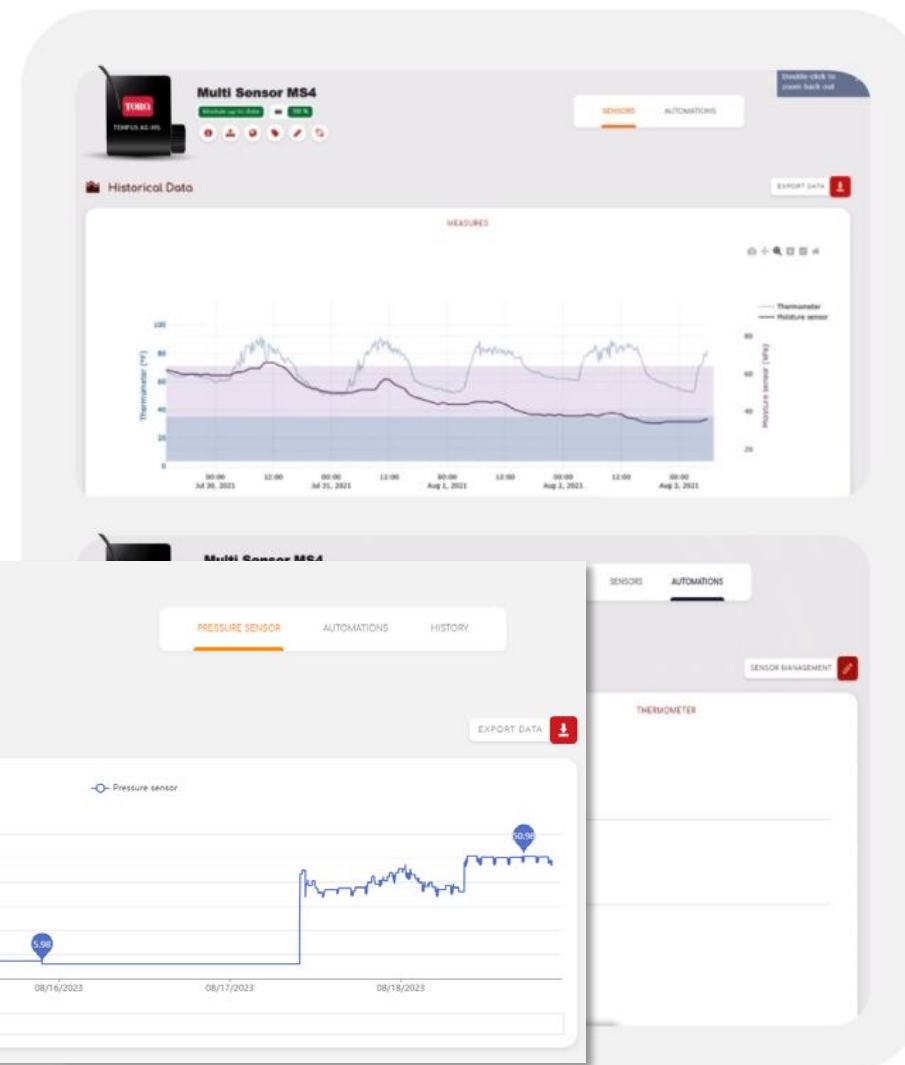 Double-click to
zoom back out
Multi Sensor MS4
Module up to date
100 %
TORO
TEMPUS AG-MS
SENSORS AUTOMATIONS
Historical Data
EXPORT DATA
MEASURES
Thermometer
Moisture sensor
Thermometer (°F)
100
80
60
40
20
0
Moisture sensor (kPa)
80
60
40
20
00:00 12:00 00:00 12:00 00:00 12:00 00:00 12:00 00:00
Jul 30, 2021 Jul 31, 2021 Aug 1, 2021 Aug 2, 2021 Aug 3, 2021
Multi Sensor MS4
SENSORS AUTOMATIONS
SENSOR MANAGEMENT
THERMOMETER
PRESSURE SENSOR AUTOMATIONS HISTORY
EXPORT DATA
Pressure sensor
50.98
5.98
08/16/2023 08/17/2023 08/18/2023